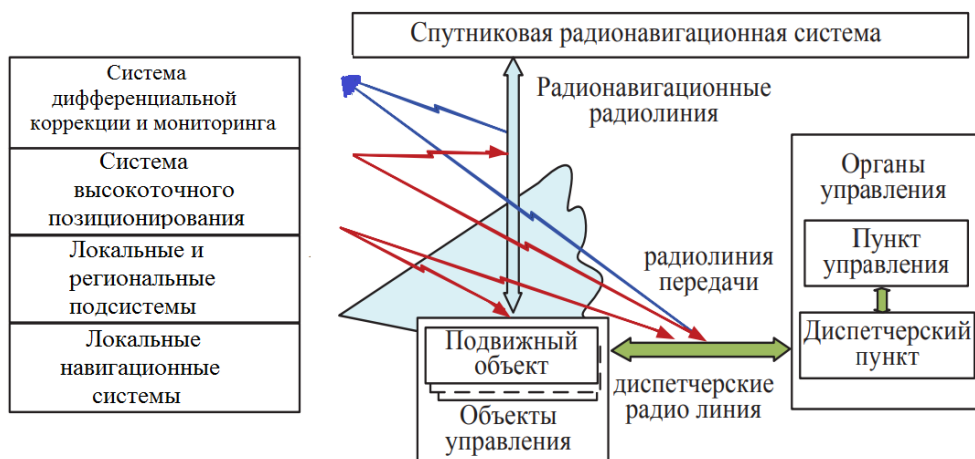 Спутниковая радионавигационная система
Система
дифференциальной
коррекции и мониторинга
Система
высокоточного
позиционирования
Локальные и
региональные
подсистемы
Локальные
навигационные
системы
Радионавигационные
радиолиния
радиолиния
передачи
Подвижный
объект
Объекты
управления
диспетчерские
радио линия
Органы
управления
Пункт
управления
Диспетчерский
пункт